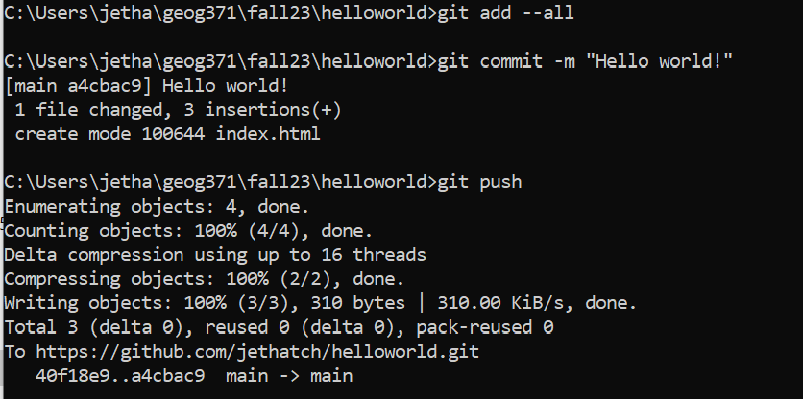 C:\Users\jetha\geog371\fall23\helloworld>git add --all
C:\Users\jetha\geog371\fall23\helloworld>git commit -m "Hello world!"
[main a4cbac9] Hello world!
 1 file changed, 3 insertions(+)
 create mode 100644 index.html
C:\Users\jetha\geog371\fall23\helloworld>git push
Enumerating objects: 4, done.
Counting objects: 100% (4/4), done.
Delta compression using up to 16 threads
Compressing objects: 100% (2/2), done.
Writing objects: 100% (3/3), 310 bytes | 310.00 KiB/s, done.
Total 3 (delta 0), reused 0 (delta 0), pack-reused 0
To https://github.com/jethatch/helloworld.git
   40f18e9..a4cbac9  main -> main